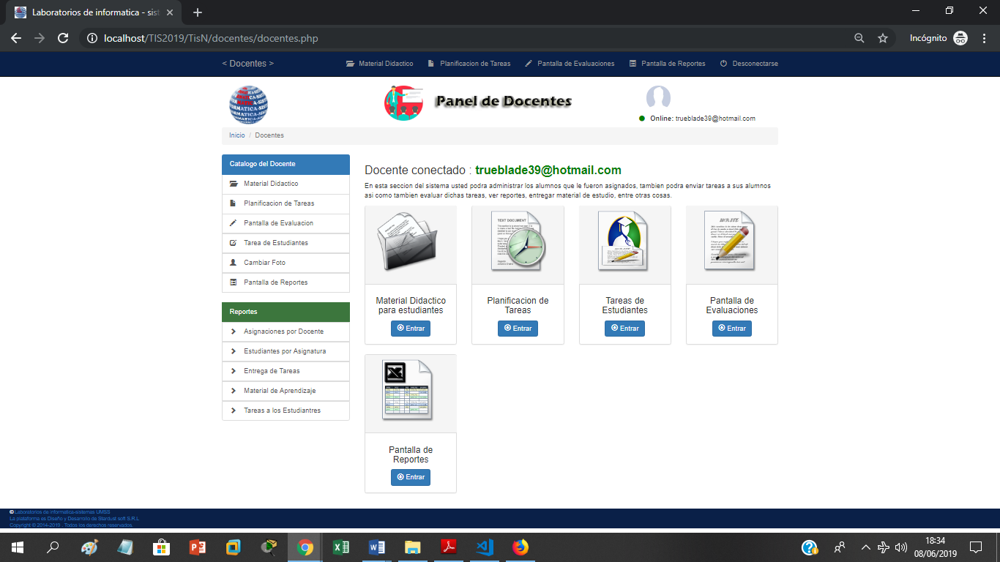 Laboratorios de informatica - sist
localhost/TIS2019/TisN/docentes/docentes.php
Incógnito
< Docentes >
Material Didactico
Planificacion de Tareas
Pantalla de Evaluaciones
Pantalla de Reportes
Desconectarse
Panel de Docentes
Online: trueblade39@hotmail.com
Inicio / Docentes
Catalogo del Docente
Material Didactico
Planificacion de Tareas
Pantalla de Evaluacion
Tarea de Estudiantes
Cambiar Foto
Pantalla de Reportes
Reportes
Asignaciones por Docente
Estudiantes por Asignatura
Entrega de Tareas
Material de Aprendizaje
Tareas a los Estudiantres
Docente conectado : trueblade39@hotmail.com
En esta seccion del sistema usted podra administrar los alumnos que le fueron asignados, tambien podra enviar tareas a sus alumnos
asi como tambien evaluar dichas tareas, ver reportes, entregar material de estudio, entre otras cosas.
Material Didactico
para estudiantes
Entrar
TEXT DOCUMENT
Planificacion de
Tareas
Entrar
Tareas de
Estudiantes
Entrar
WRITE
Pantalla de
Evaluaciones
Entrar
Pantalla de
Reportes
Entrar
© Laboratorios de informatica-sistemas UMSS
La plataforma es Diseño y Desarrollo de Stardust soft S.R.L
Copyright © 2014-2019 . Todos los derechos reservados.
18:34
08/06/2019